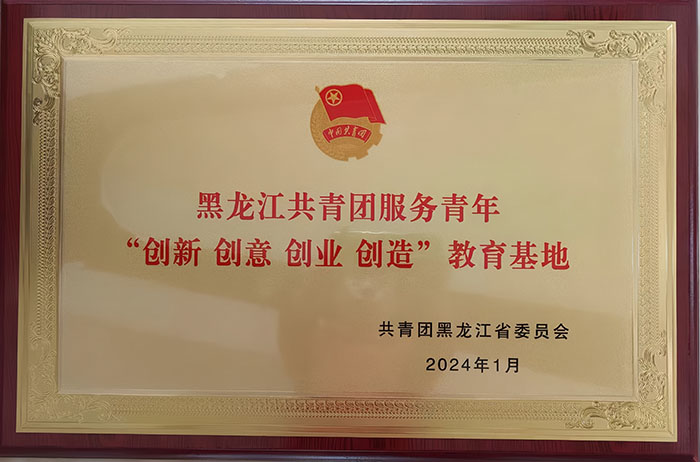 中国共青团
黑龙江共青团服务青年
“创新 创意 创业 创造”教育基地
共青团黑龙江省委员会
2024年1月